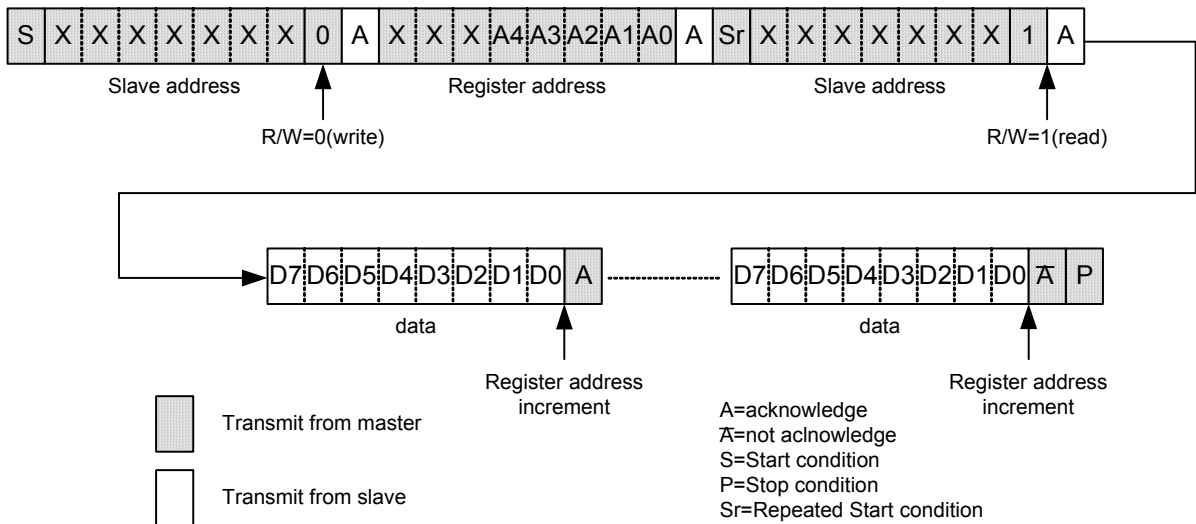 S X X X X X X X 0 A X X X A4 A3 A2 A1 A0 A Sr X X X X X X X 1 A
Slave address Register address Slave address
R/W=0(write) R/W=1(read)
D7 D6 D5 D4 D3 D2 D1 D0 A D7 D6 D5 D4 D3 D2 D1 D0 A̅ P
data data
Register address increment
Register address increment
Transmit from master
Transmit from slave
A=acknowledge
A̅=not aclnowledge
S=Start condition
P=Stop condition
Sr=Repeated Start condition